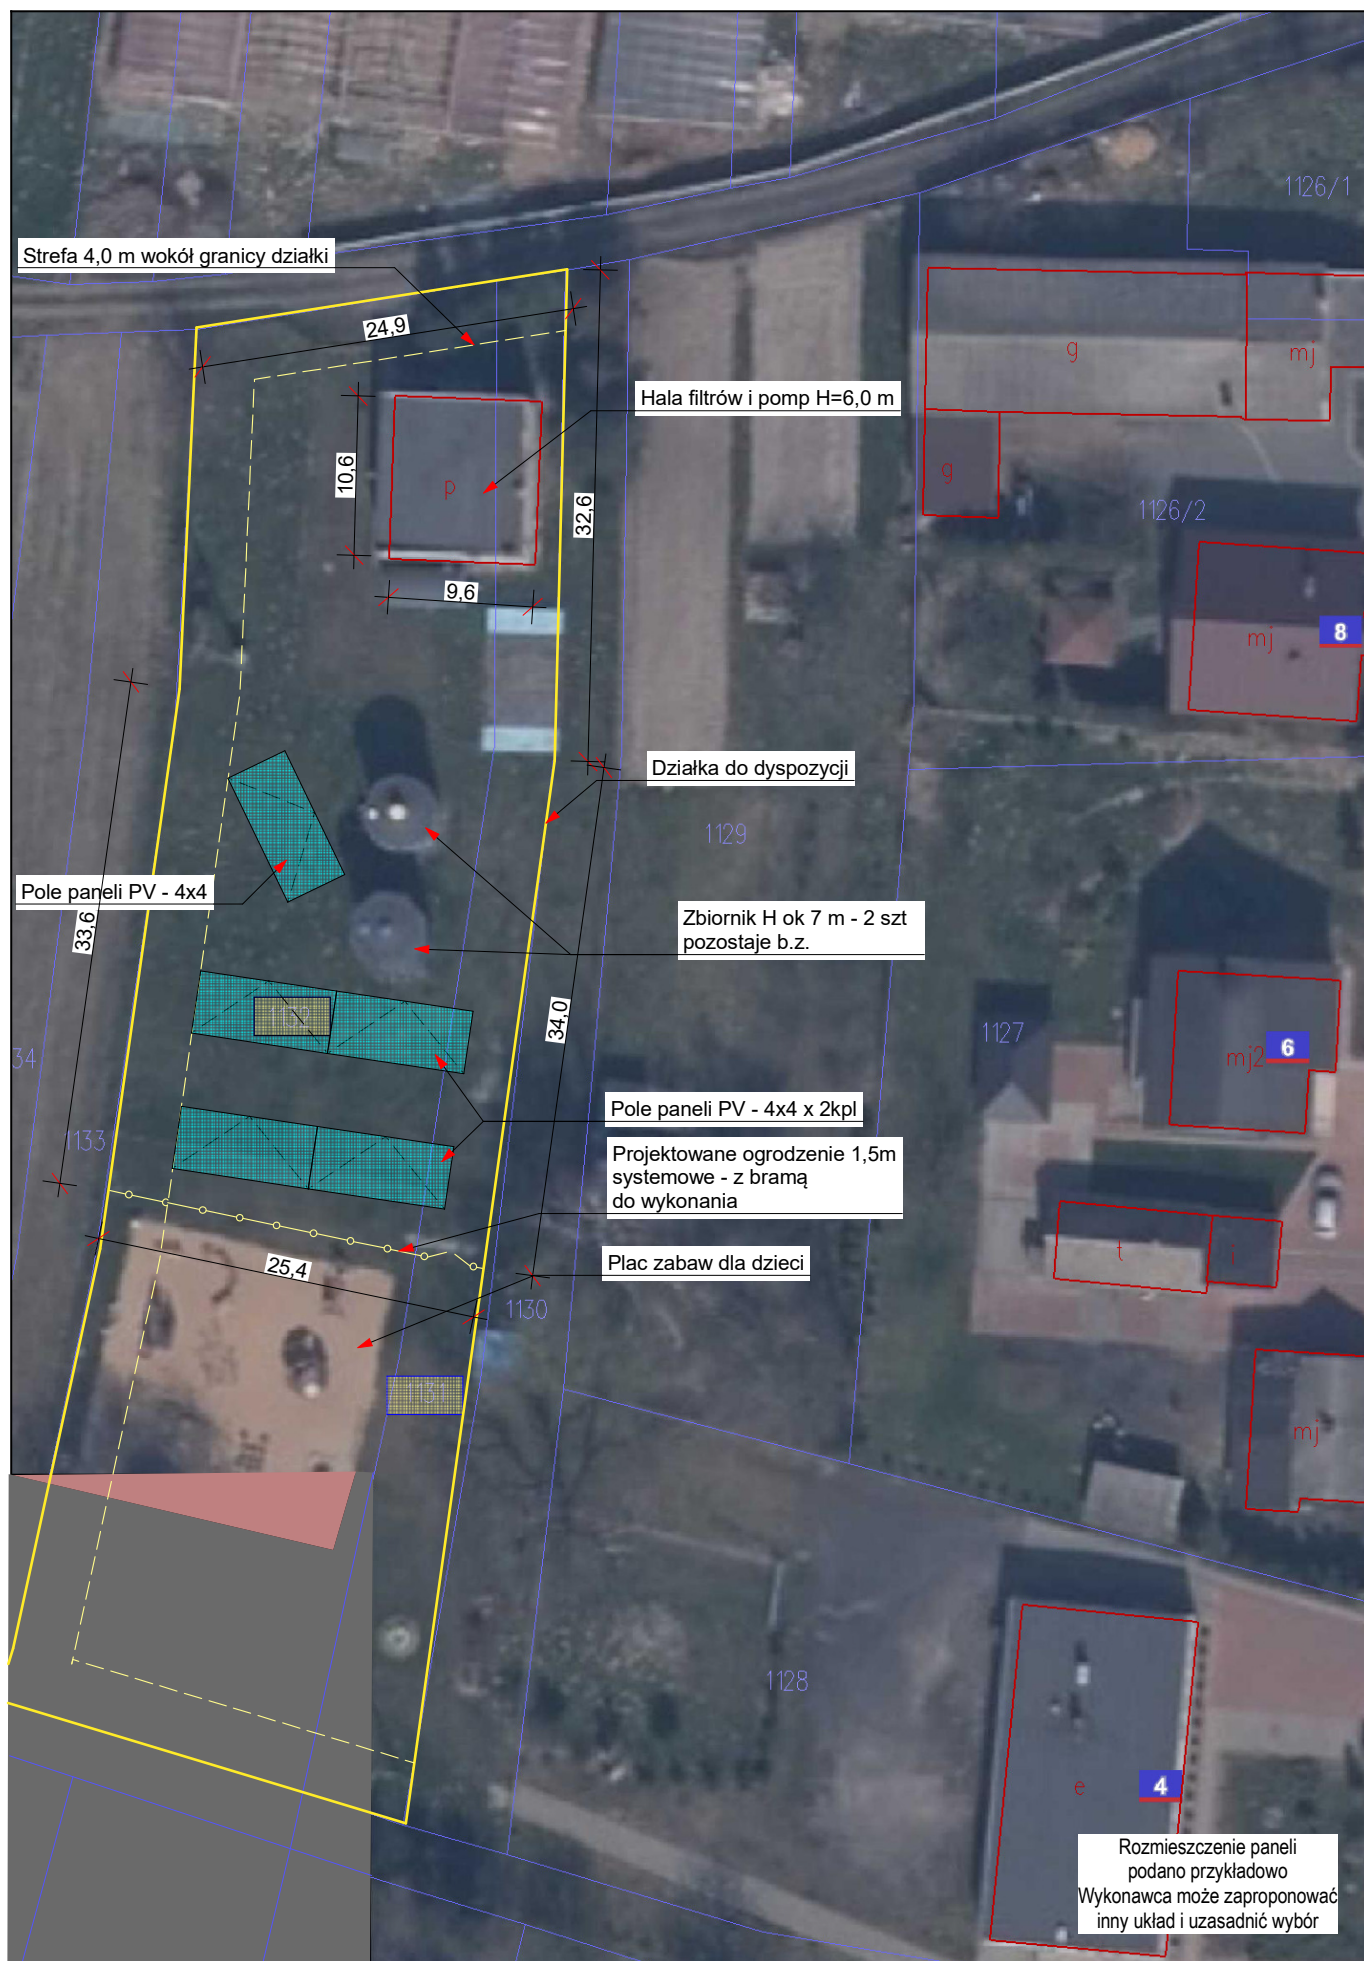 1126/1
Strefa 4,0 m wokół granicy działki
24,9
g
mj
Hala filtrów i pomp H=6,0 m
10,6
p
g
32,6
1126/2
9,6
mj
8
Działka do dyspozycji
1129
Pole paneli PV - 4x4
33,6
Zbiornik H ok 7 m - 2 szt
pozostaje b.z.
34,0
1127
mj2
6
34
Pole paneli PV - 4x4 x 2kpl
1133
Projektowane ogrodzenie 1,5m
systemowe - z bramą
do wykonania
25,4
Plac zabaw dla dzieci
t
i
1130
mj
1128
e
4
Rozmieszczenie paneli
podano przykładowo
Wykonawca może zaproponować
inny układ i uzasadnić wybór